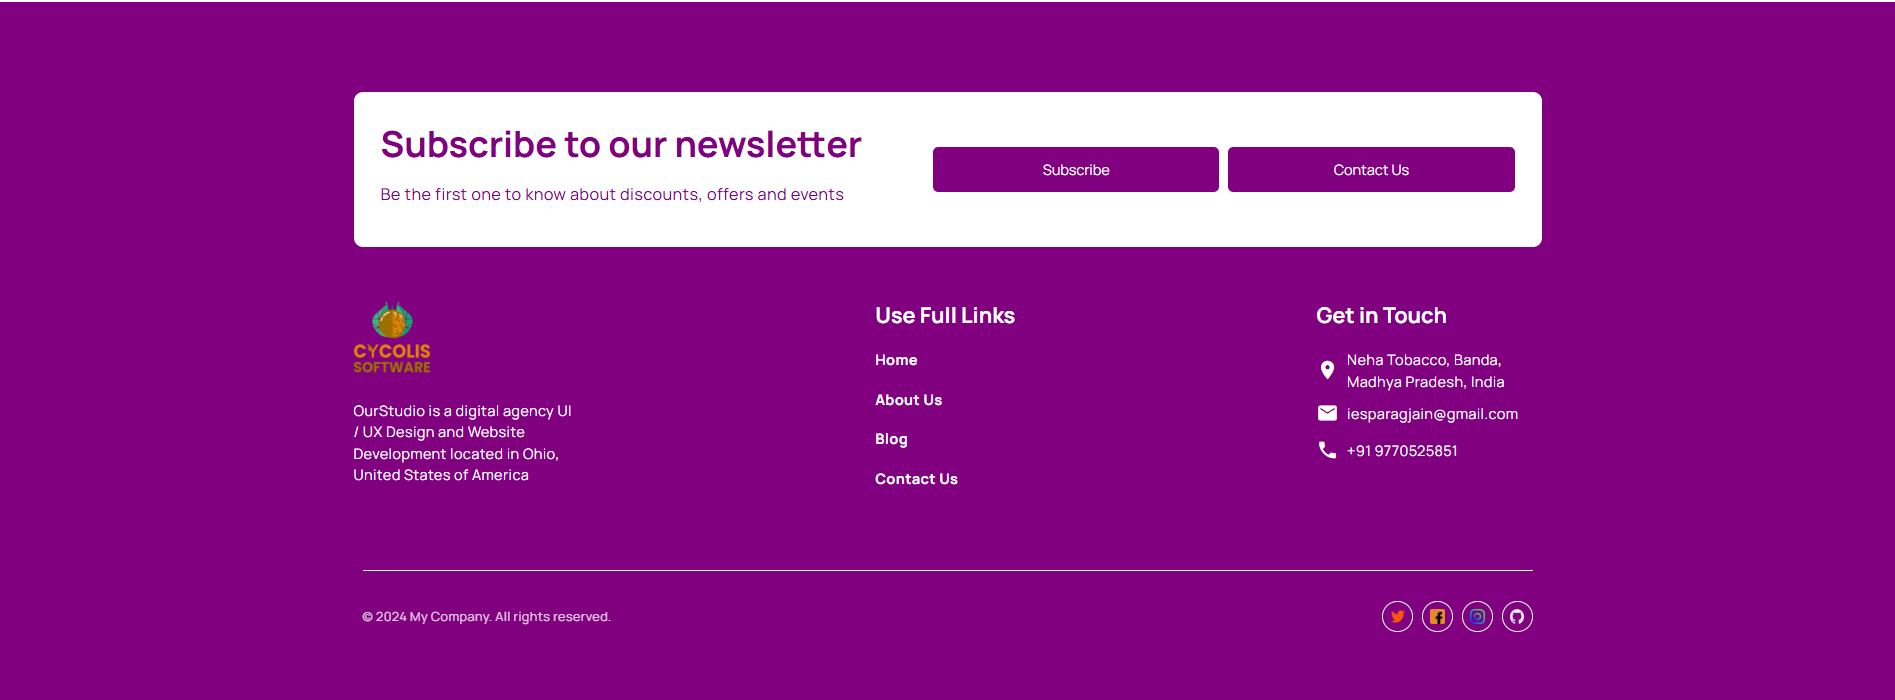 Subscribe to our newsletter
Be the first one to know about discounts, offers and events
Subscribe
Contact Us
CYCOLIS
SOFTWARE
OurStudio is a digital agency UI
/ UX Design and Website
Development located in Ohio,
United States of America
Use Full Links
Home
About Us
Blog
Contact Us
Get in Touch
Neha Tobacco, Banda,
Madhya Pradesh, India
iesparagjain@gmail.com
+91 9770525851
© 2024 My Company. All rights reserved.